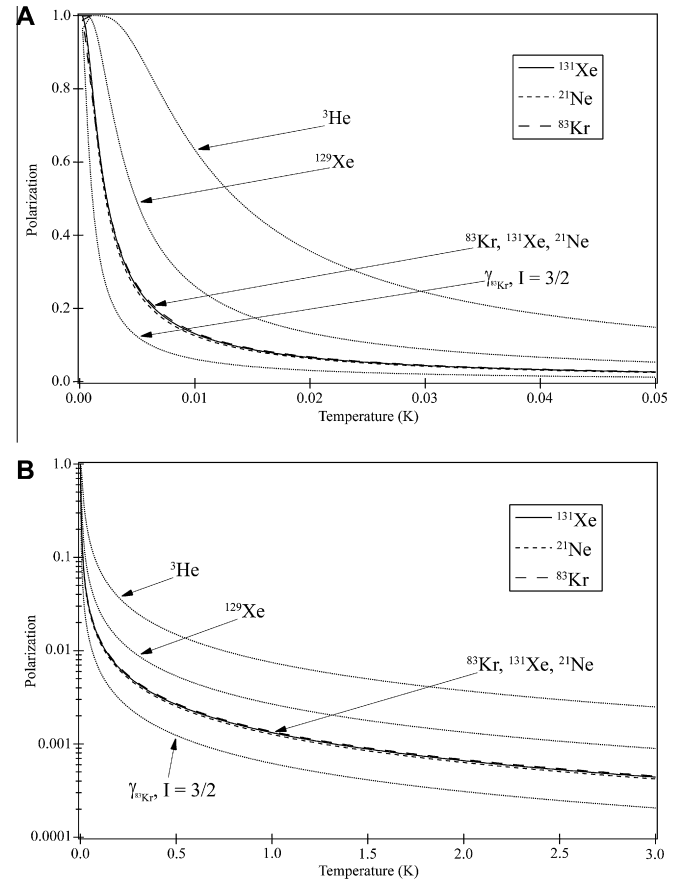 A
1.0
0.8
0.6
0.4
0.2
0.0
Polarization
¹³¹Xe
²¹Ne
⁸³Kr
³He
¹²⁹Xe
⁸³Kr, ¹³¹Xe, ²¹Ne
γ⁸³Kr, I = 3/2
0.00 0.01 0.02 0.03 0.04 0.05
Temperature (K)
B
1.0
0.1
0.01
0.001
0.0001
Polarization
¹³¹Xe
²¹Ne
⁸³Kr
³He
¹²⁹Xe
⁸³Kr, ¹³¹Xe, ²¹Ne
γ⁸³Kr, I = 3/2
0.0 0.5 1.0 1.5 2.0 2.5 3.0
Temperature (K)